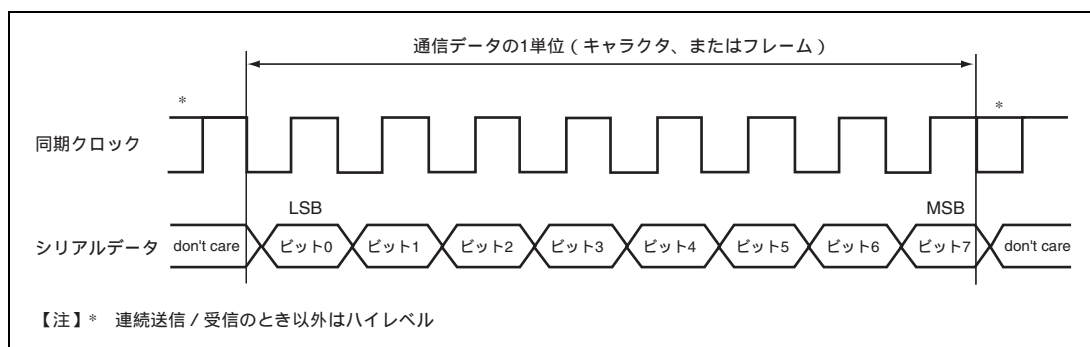 通信データの1単位(キャラクタ、またはフレーム)
* *
同期クロック
LSB MSB
シリアルデータ don't care ビット0 ビット1 ビット2 ビット3 ビット4 ビット5 ビット6 ビット7 don't care
【注】* 連続送信 / 受信のとき以外はハイレベル